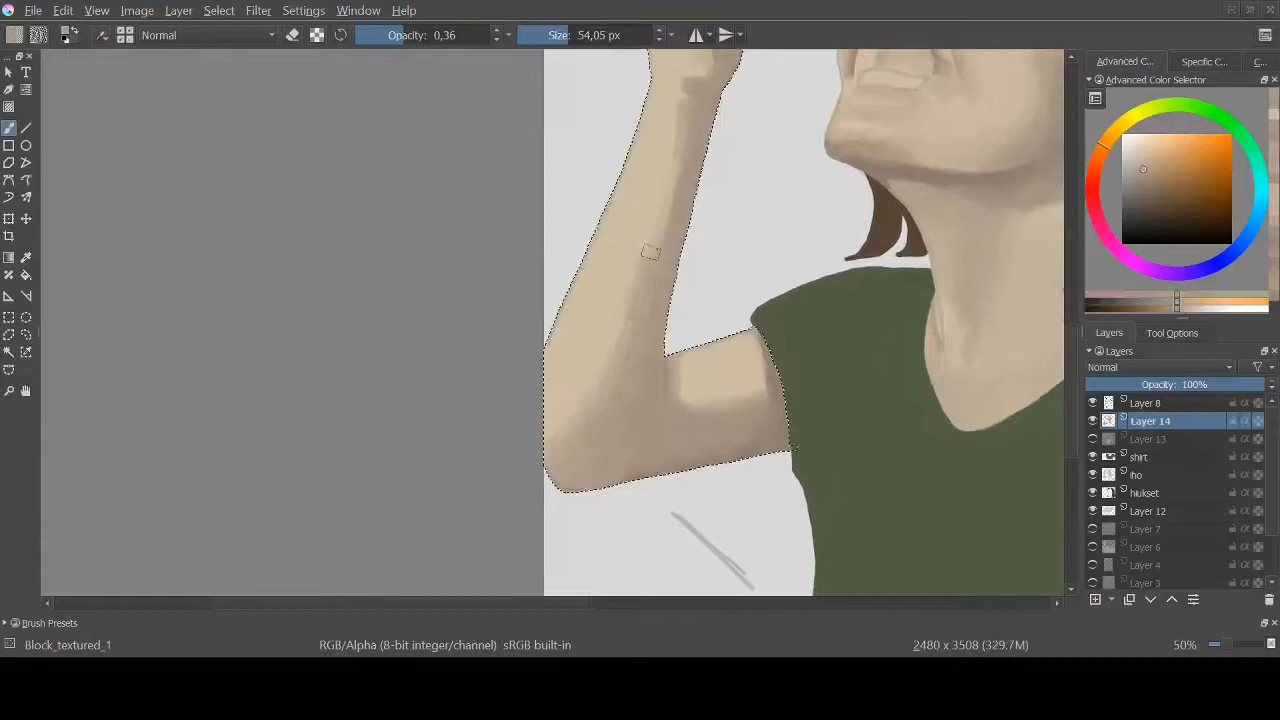 File Edit View Image Layer Select Filter Settings Window Help
Normal Opacity: 0,36 Size: 54,05 px
Advanced C... Specific C... C...
Advanced Color Selector
Layers Tool Options
Layers
Normal
Opacity: 100%
Layer 8
Layer 14
Layer 13
shirt
iho
hiukset
Layer 12
Layer 7
Layer 6
Layer 4
Layer 3
Brush Presets
Block_textured_1 RGB/Alpha (8-bit integer/channel) sRGB built-in 2480 x 3508 (329.7M) 50%